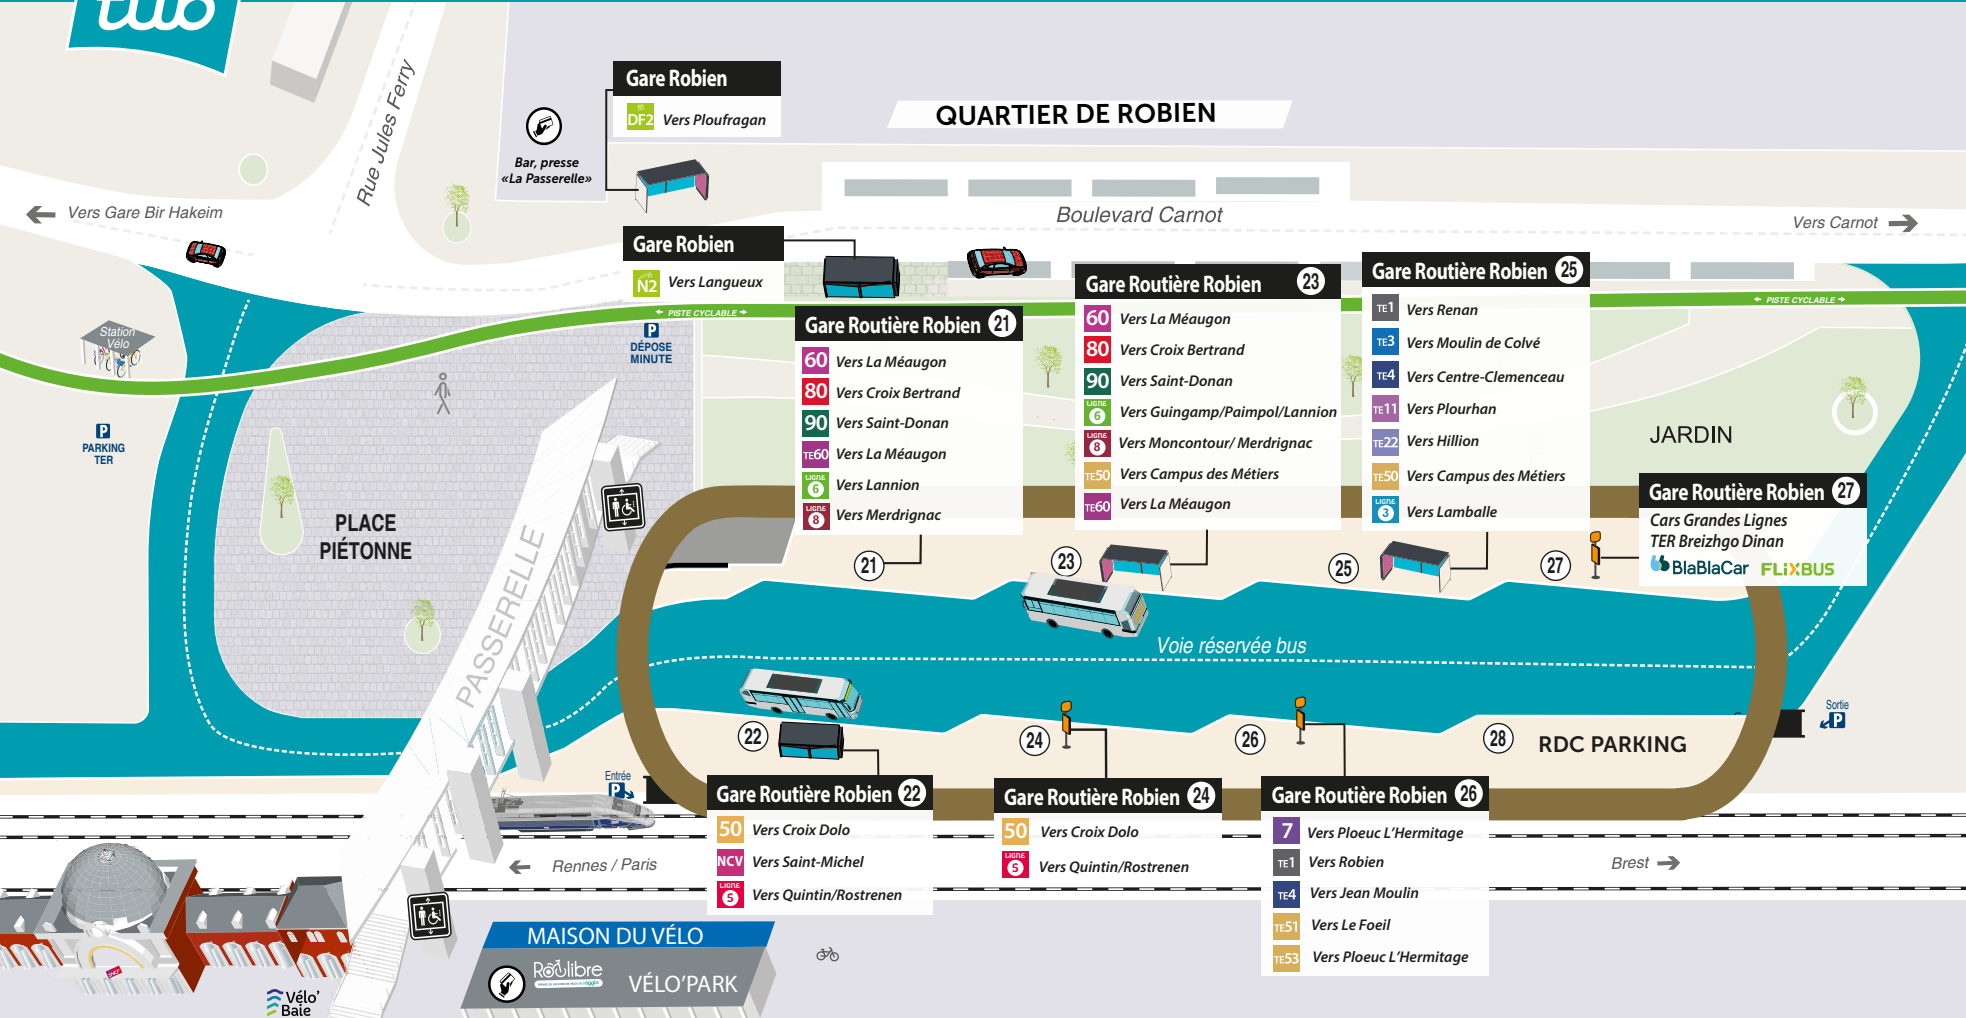 tub
Gare Robien
DF2 Vers Ploufragan
QUARTIER DE ROBIEN
Bar, presse
«La Passerelle»
Rue Jules Ferry
Vers Gare Bir Hakeim
Boulevard Carnot
Vers Carnot
Gare Robien
N2 Vers Langueux
PISTE CYCLABLE
PISTE CYCLABLE
Station
Vélo
P
DÉPOSE
MINUTE
P
PARKING
TER
PLACE
PIÉTONNE
PASSERELLE
Gare Routière Robien 21
60 Vers La Méaugon
80 Vers Croix Bertrand
90 Vers Saint-Donan
TE60 Vers La Méaugon
LIGNE 6 Vers Lannion
LIGNE 8 Vers Merdrignac
Gare Routière Robien 23
60 Vers La Méaugon
80 Vers Croix Bertrand
90 Vers Saint-Donan
LIGNE 6 Vers Guingamp/Paimpol/Lannion
LIGNE 8 Vers Moncontour/ Merdrignac
TE50 Vers Campus des Métiers
TE60 Vers La Méaugon
Gare Routière Robien 25
TE1 Vers Renan
TE3 Vers Moulin de Colvé
TE4 Vers Centre-Clemenceau
TE11 Vers Plourhan
TE22 Vers Hillion
TE50 Vers Campus des Métiers
LIGNE 3 Vers Lamballe
JARDIN
Gare Routière Robien 27
Cars Grandes Lignes
TER Breizhgo Dinan
BlaBlaCar FLiXBUS
21
23
25
27
Voie réservée bus
22
24
26
28
RDC PARKING
Sortie
P
Entrée
P
Gare Routière Robien 22
50 Vers Croix Dolo
NCV Vers Saint-Michel
LIGNE 5 Vers Quintin/Rostrenen
Gare Routière Robien 24
50 Vers Croix Dolo
LIGNE 5 Vers Quintin/Rostrenen
Gare Routière Robien 26
7 Vers Ploeuc L'Hermitage
TE1 Vers Robien
TE4 Vers Jean Moulin
TE51 Vers Le Foeil
TE53 Vers Ploeuc L'Hermitage
Rennes / Paris
Brest
SNCF
MAISON DU VÉLO
Roulibre
VÉLO'PARK
Vélo'
Baie